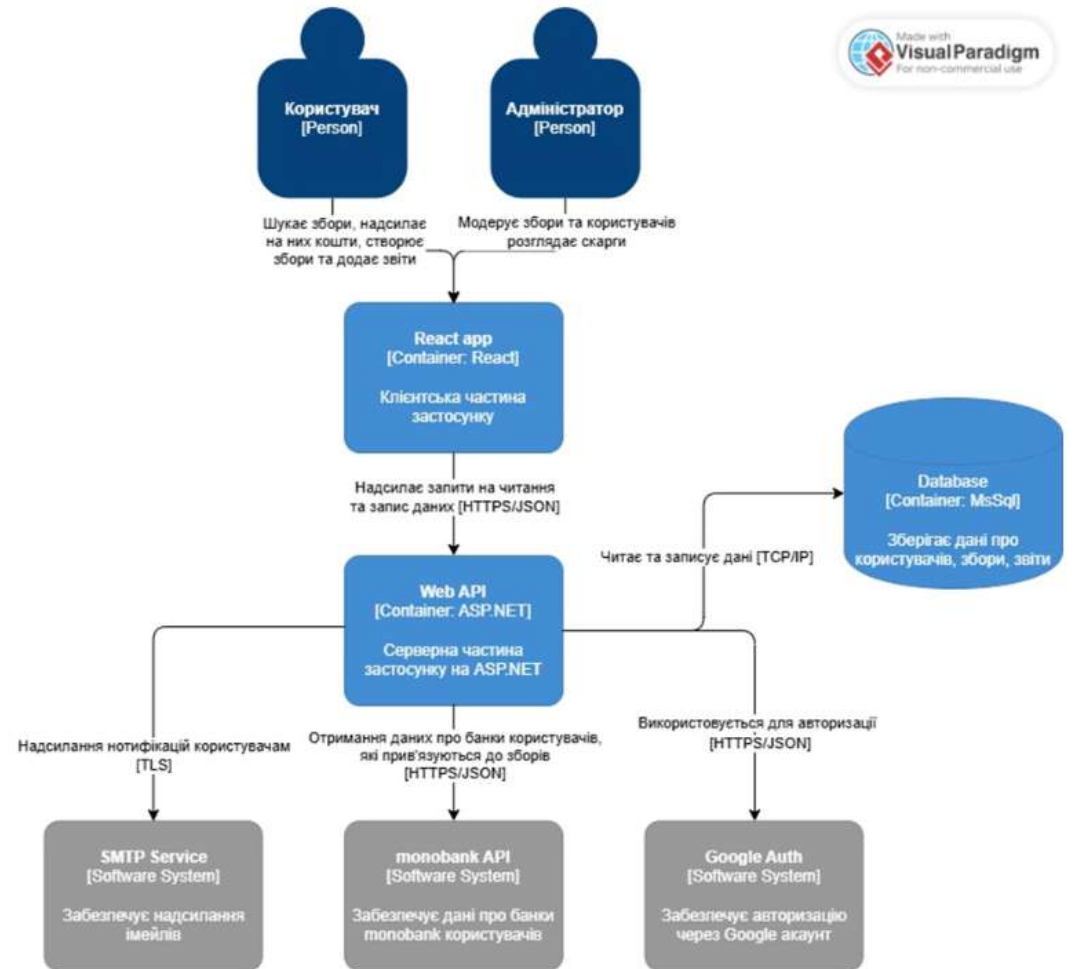 Made with
Visual Paradigm
For non-commercial use
Користувач
[Person]
Адміністратор
[Person]
Шукає збори, надсилає
на них кошти, створює
збори та додає звіти
Модерує збори та користувачів
розглядає скарги
React app
[Container: React]
Клієнтська частина
застосунку
Надсилає запити на читання
та запис даних [HTTPS/JSON]
Database
[Container: MsSql]
Зберігає дані про
користувачів, збори, звіти
Читає та записує дані [TCP/IP]
Web API
[Container: ASP.NET]
Серверна частина
застосунку на ASP.NET
Надсилання нотифікацій користувачам
[TLS]
Отримання даних про банки користувачів,
які прив'язуються до зборів
[HTTPS/JSON]
Використовується для авторизації
[HTTPS/JSON]
SMTP Service
[Software System]
Забезпечує надсилання
імейлів
monobank API
[Software System]
Забезпечує дані про банки
monobank користувачів
Google Auth
[Software System]
Забезпечує авторизацію
через Google акаунт